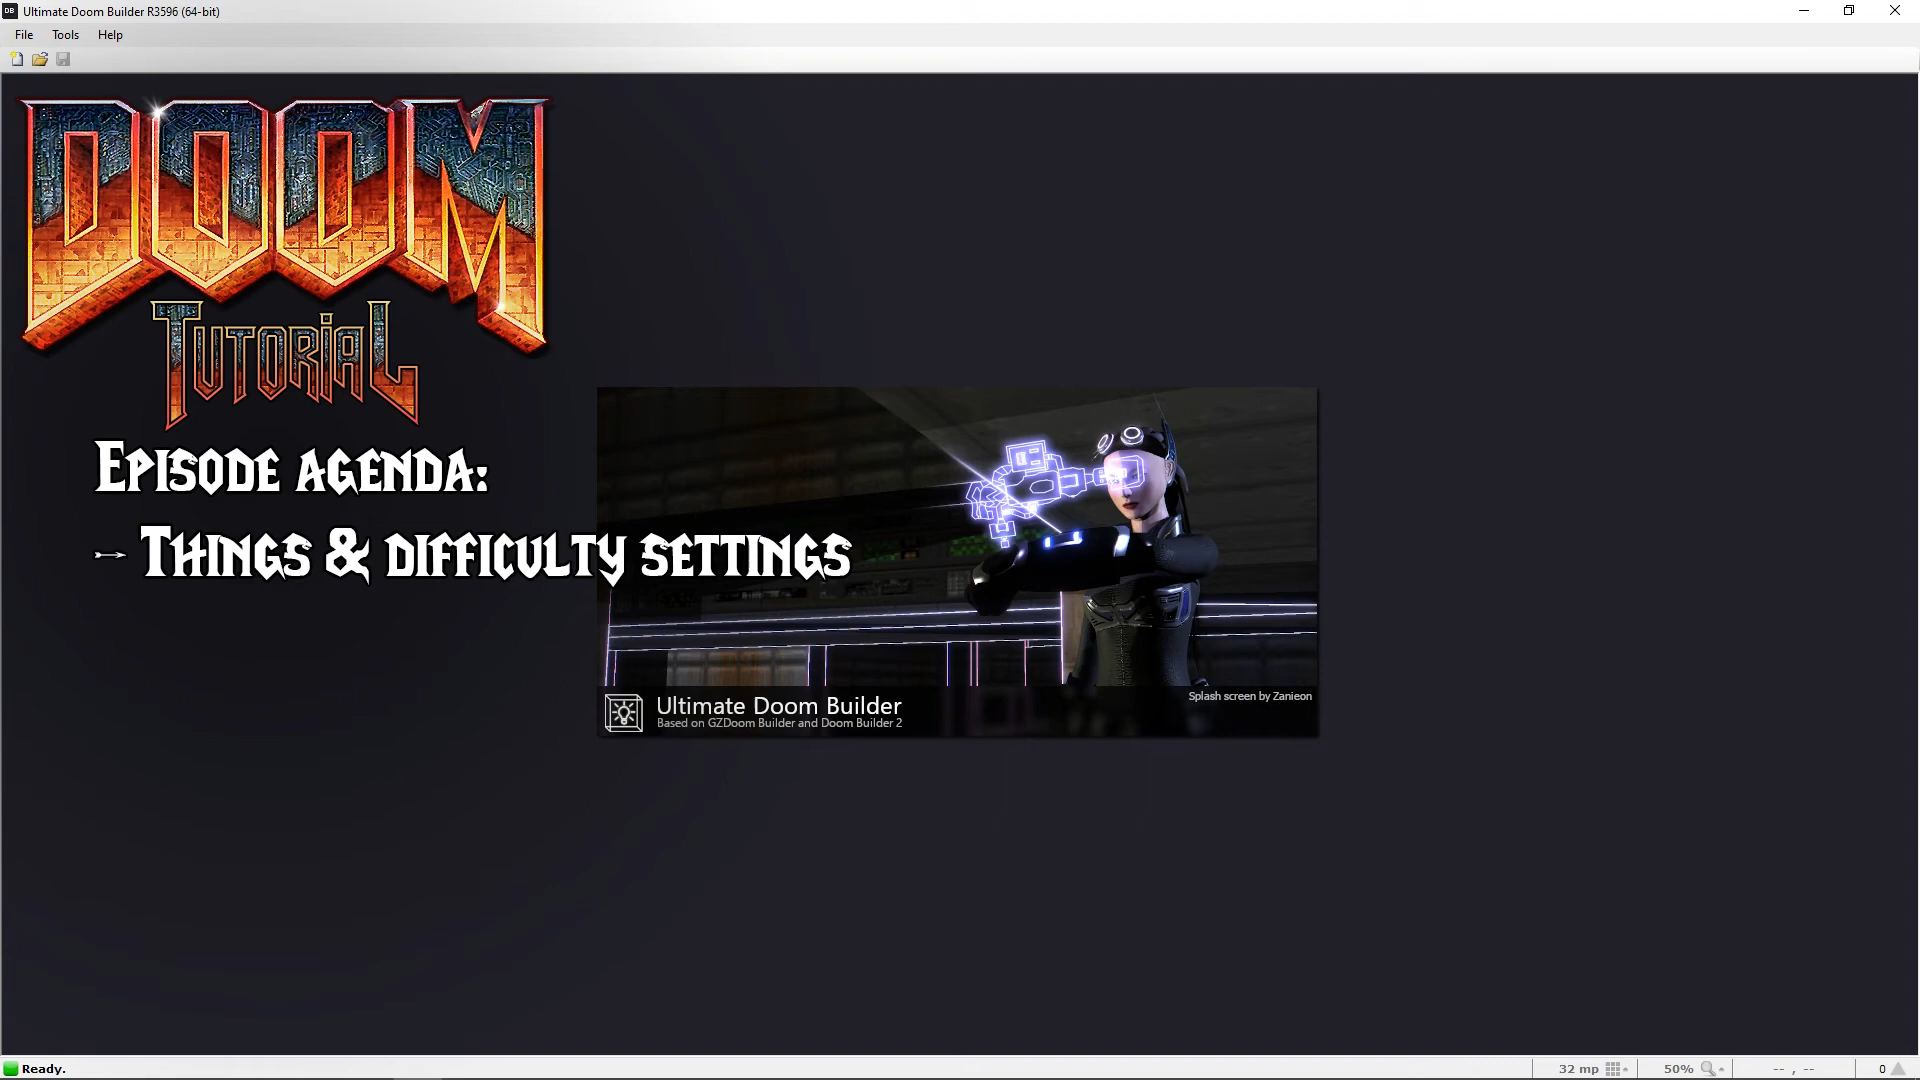 DB Ultimate Doom Builder R3596 (64-bit)
File Tools Help
DOOM
TUTORIAL
EPISODE AGENDA:
→ THINGS & DIFFICULTY SETTINGS
Ultimate Doom Builder
Based on GZDoom Builder and Doom Builder 2
Splash screen by Zanieon
Ready.
32 mp
50%
-- , --
0